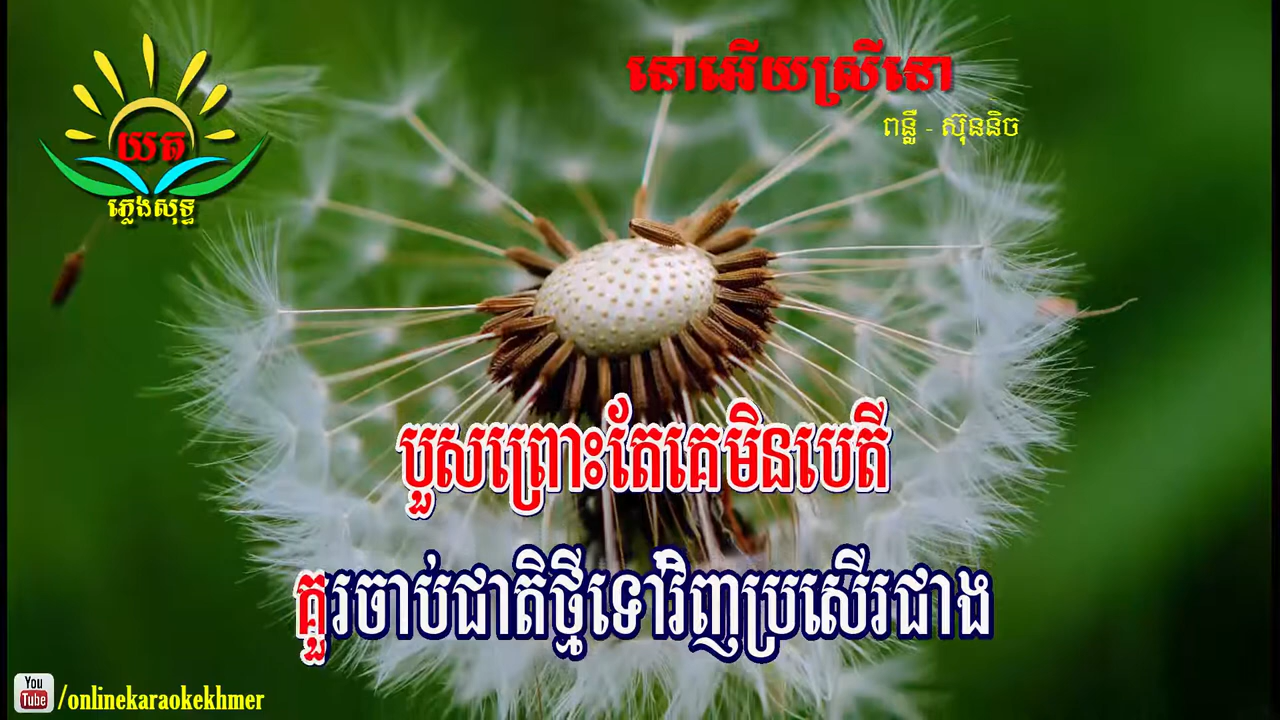 នោអើយស្រីនោ
ពន្លឺ - ស៊ុននិច
យត
ភ្លេងសុទ្ធ
បួសព្រោះតែគេមិនបេតី
គួរចាប់ជាតិថ្មីទៅវិញប្រសើរជាង
You Tube /onlinekaraokekhmer